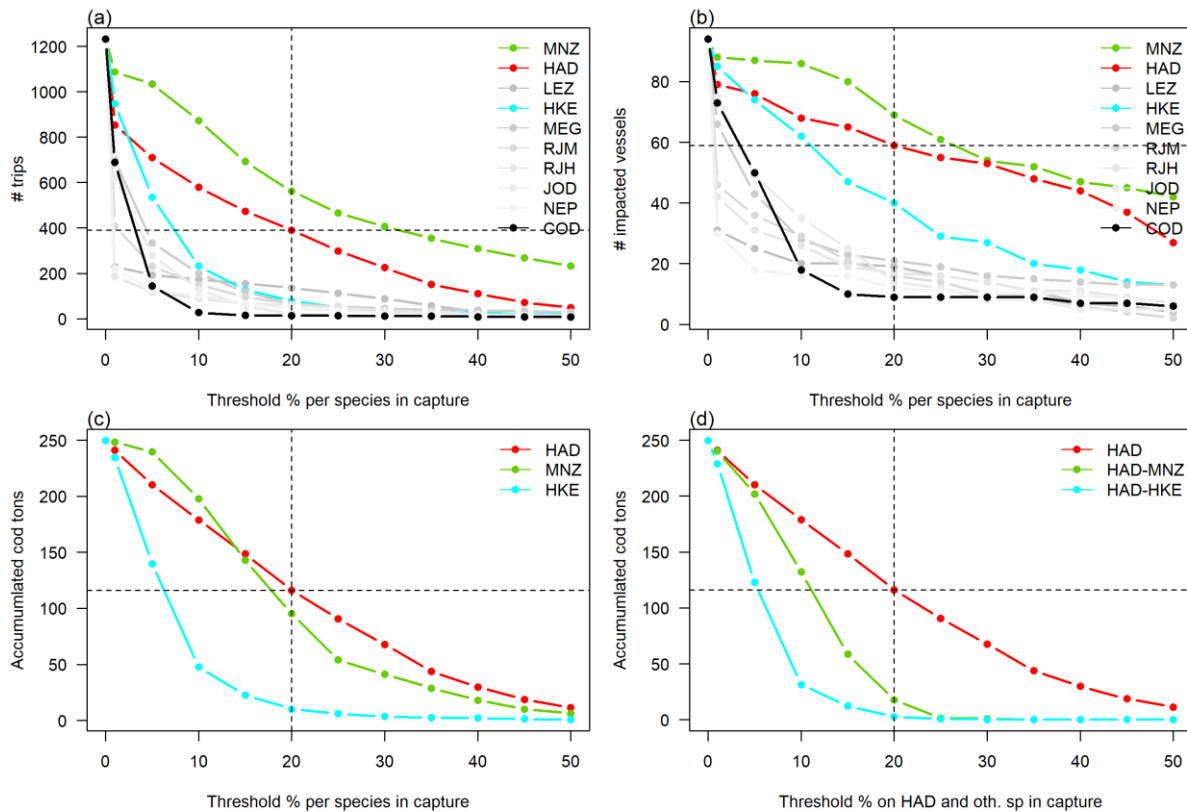 (a)
# trips
1200
1000
800
600
400
200
0
MNZ
HAD
LEZ
HKE
MEG
RJM
RJH
JOD
NEP
COD
0 10 20 30 40 50
Threshold % per species in capture
(b)
# impacted vessels
80
60
40
20
0
MNZ
HAD
LEZ
HKE
MEG
RJM
RJH
JOD
NEP
COD
0 10 20 30 40 50
Threshold % per species in capture
(c)
Accumulated cod tons
250
200
150
100
50
0
HAD
MNZ
HKE
0 10 20 30 40 50
Threshold % per species in capture
(d)
Accumulated cod tons
250
200
150
100
50
0
HAD
HAD-MNZ
HAD-HKE
0 10 20 30 40 50
Threshold % on HAD and oth. sp in capture